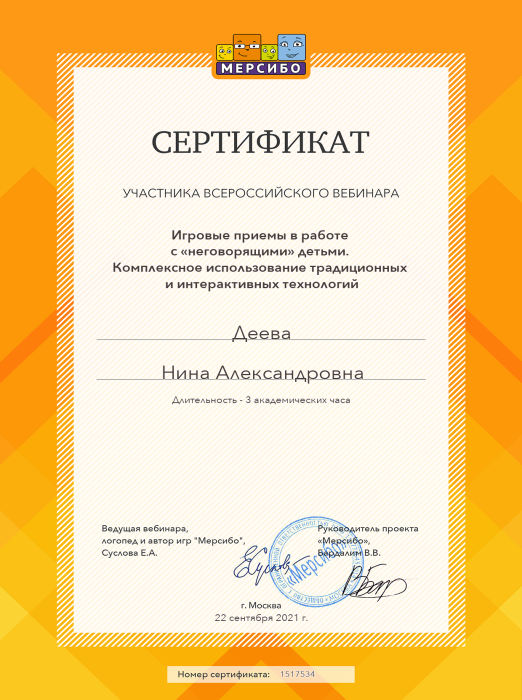 МЕРСИБО
СЕРТИФИКАТ
УЧАСТНИКА ВСЕРОССИЙСКОГО ВЕБИНАРА
Игровые приемы в работе
с «неговорящими» детьми.
Комплексное использование традиционных
и интерактивных технологий
Деева
Нина Александровна
Длительность - 3 академических часа
Ведущая вебинара,
логопед и автор игр "Мерсибо",
Суслова Е.А.
Руководитель проекта
«Мерсибо»,
Вардалим В.В.
«Мерсибо»
г. Москва
22 сентября 2021 г.
Номер сертификата: 1517534